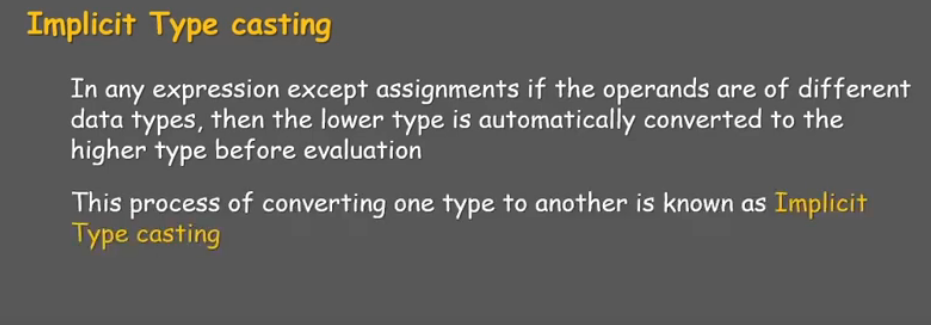 Implicit Type casting
In any expression except assignments if the operands are of different
data types, then the lower type is automatically converted to the
higher type before evaluation
This process of converting one type to another is known as Implicit
Type casting